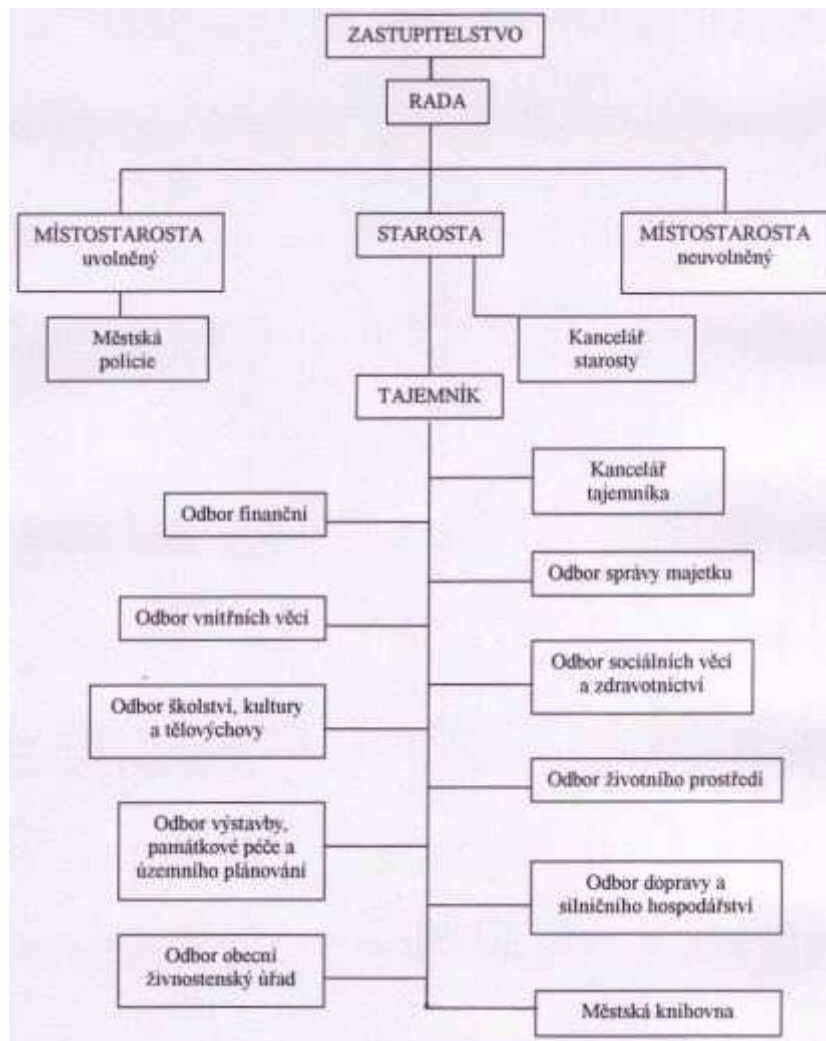 ZASTUPITELSTVO
RADA
MÍSTOSTAROSTA
uvolněný
STAROSTA
MÍSTOSTAROSTA
neuvolněný
Městská
policie
Kancelář
starosty
TAJEMNÍK
Kancelář
tajemníka
Odbor finanční
Odbor správy majetku
Odbor vnitřních věcí
Odbor sociálních věcí
a zdravotnictví
Odbor školství, kultury
a tělovýchovy
Odbor životního prostředí
Odbor výstavby,
památkové péče a
územního plánování
Odbor dopravy a
silničního hospodářství
Odbor obecní
živnostenský úřad
Městská knihovna